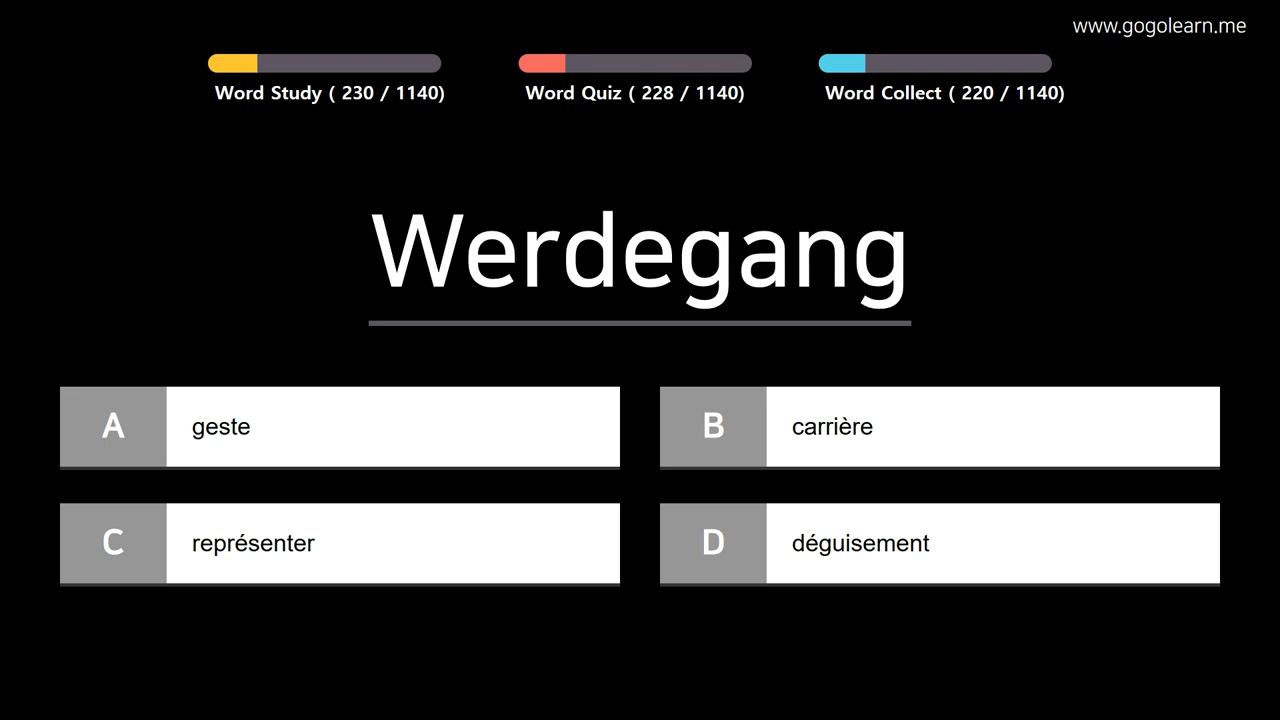 www.gogolearn.me
Word Study ( 230 / 1140)
Word Quiz ( 228 / 1140)
Word Collect ( 220 / 1140)
Werdegang
A geste
B carrière
C représenter
D déguisement